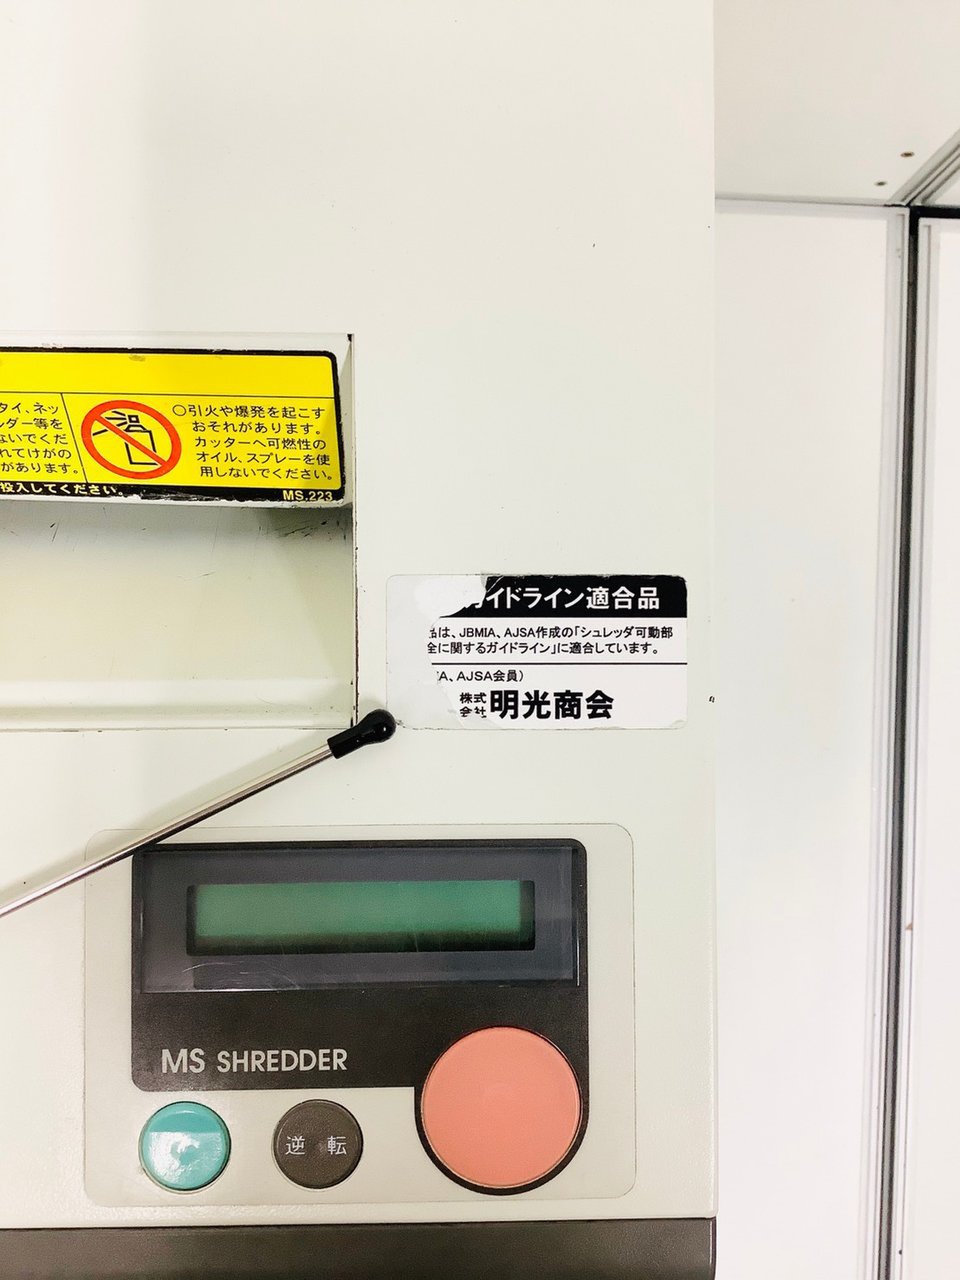 タイ、ネッ
ルダー等を
ないでくだ
れてけがの
があります。
○引火や爆発を起こす
おそれがあります。
カッターへ可燃性の
オイル、スプレーを使
用しないでください。
投入してください。
MS.223
ガイドライン適合品
品は、JBMIA、AJSA作成の「シュレッダ可動部
全に関するガイドライン」に適合しています。
A、AJSA会員）
株式会社 明光商会
MS SHREDDER
逆 転